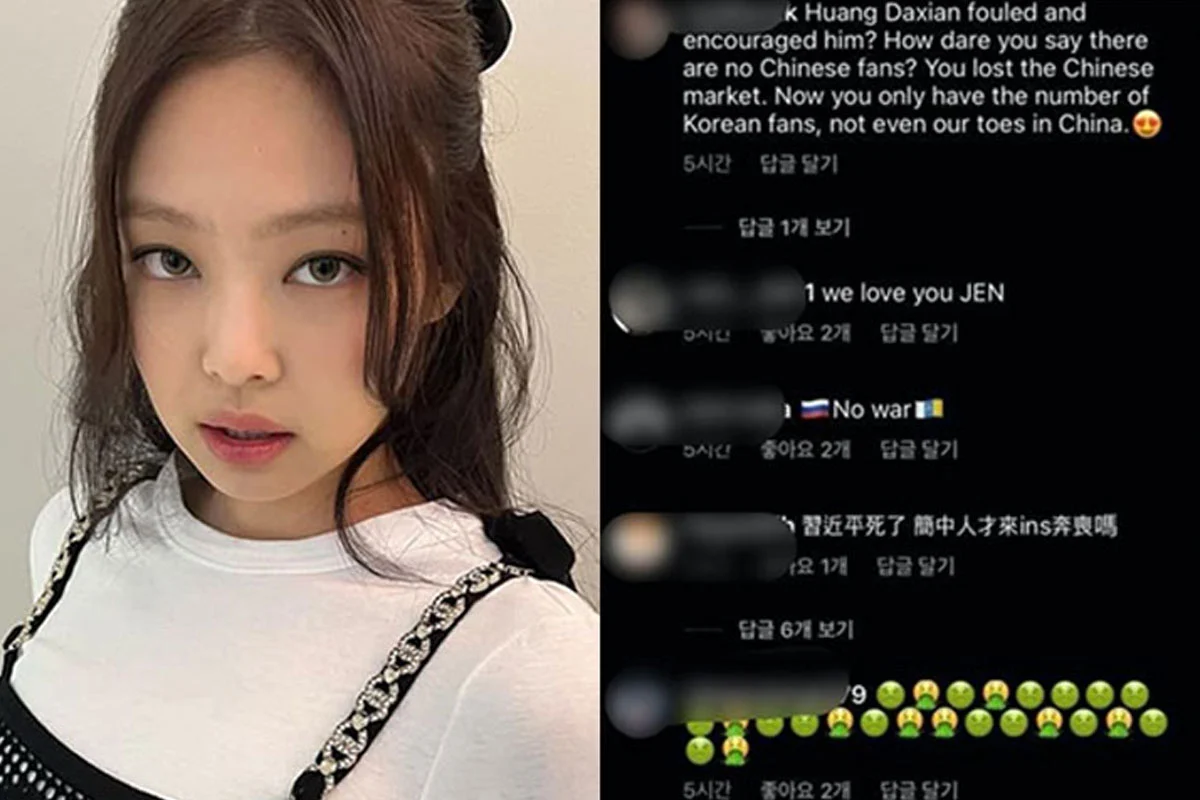 k Huang Daxian fouled and
encouraged him? How dare you say there
are no Chinese fans? You lost the Chinese
market. Now you only have the number of
Korean fans, not even our toes in China.😍
5시간 답글 달기
답글 1개 보기
1 we love you JEN
5시간 좋아요 2개 답글 달기
a 🇷🇺No war🇮🇨
5시간 좋아요 2개 답글 달기
h 習近平死了 簡中人才來ins奔喪嗎
아요 1개 답글 달기
답글 6개 보기
9 🤢🤮🤢🤮🤢🤢🤢🤢
🤢🤮🤢🤢🤮🤢🤮🤮🤢🤢🤮🤢🤮🤢
🤢🤮
5시간 좋아요 2개 답글 달기